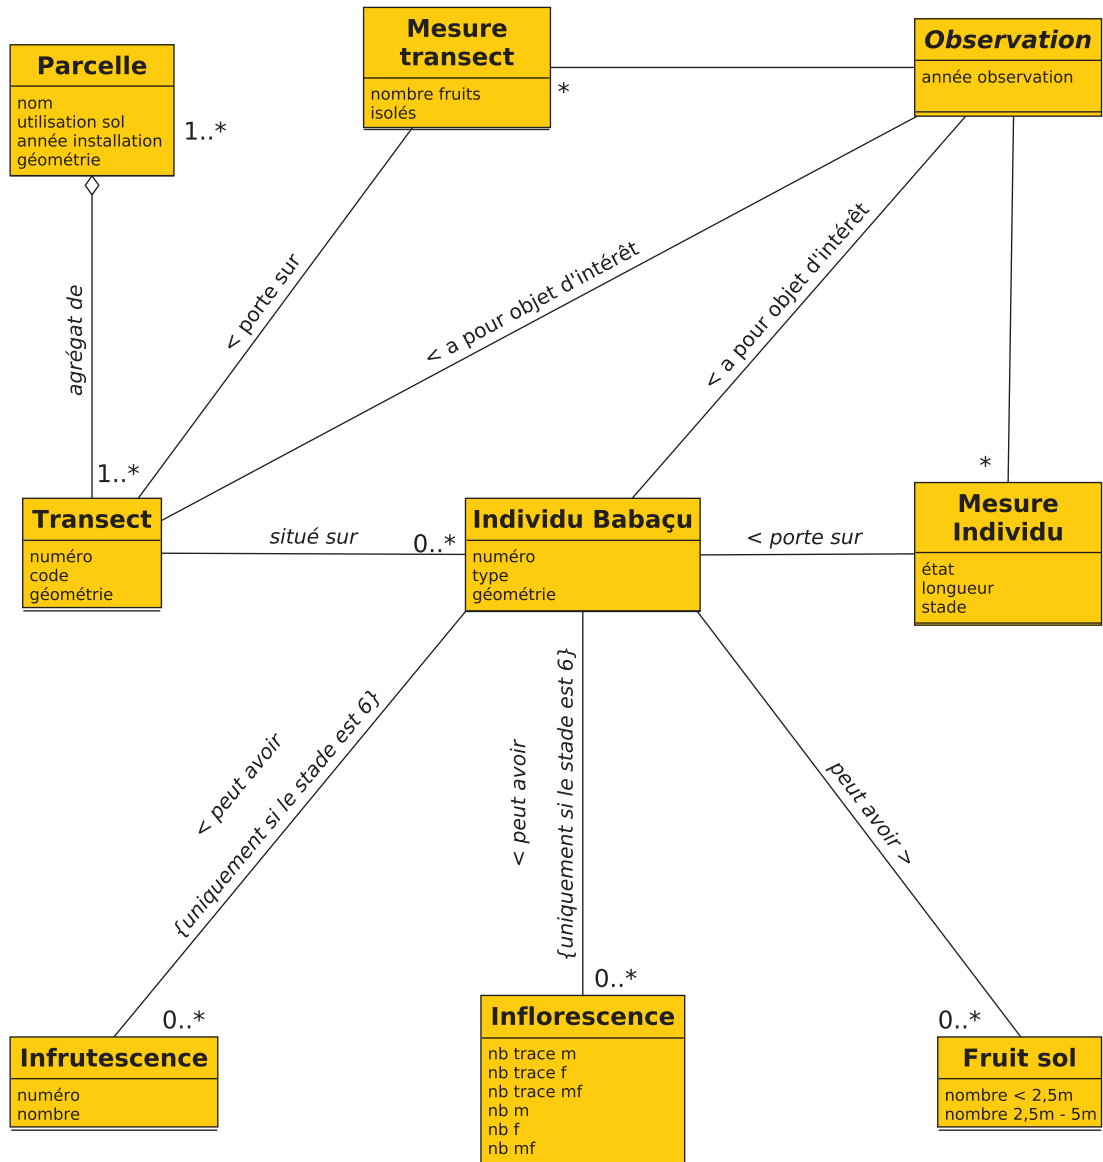 Parcelle
nom
utilisation sol
année installation
géométrie
1..*
Mesure
transect
nombre fruits
isolés
*
Observation
année observation
agrégat de
< porte sur
< a pour objet d'intérêt
< a pour objet d'intérêt
1..*
*
Transect
numéro
code
géométrie
situé sur
0..*
Individu Babaçu
numéro
type
géométrie
< porte sur
Mesure
Individu
état
longueur
stade
< peut avoir
{uniquement si le stade est 6}
< peut avoir
{uniquement si le stade est 6}
peut avoir >
0..*
0..*
0..*
Infrutescence
numéro
nombre
Inflorescence
nb trace m
nb trace f
nb trace mf
nb m
nb f
nb mf
Fruit sol
nombre < 2,5m
nombre 2,5m - 5m